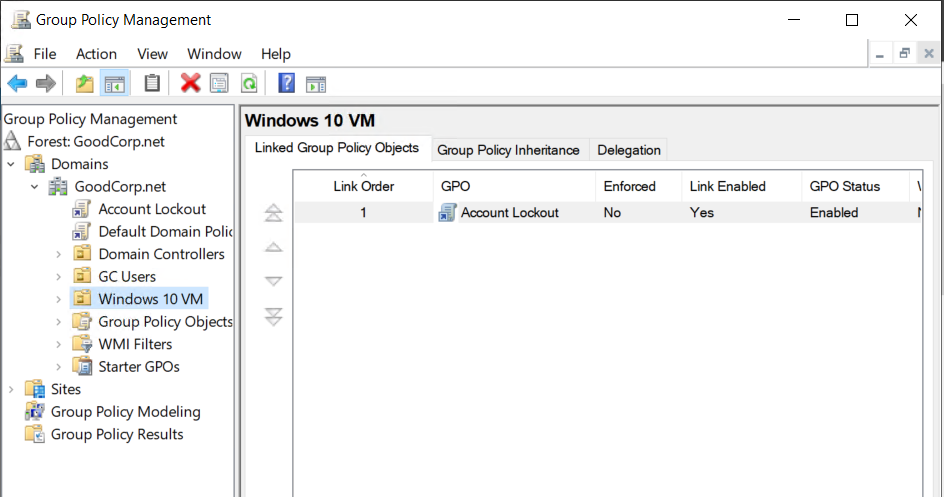 Group Policy Management
File Action View Window Help
Group Policy Management
Forest: GoodCorp.net
Domains
GoodCorp.net
Account Lockout
Default Domain Polic
Domain Controllers
GC Users
Windows 10 VM
Group Policy Objects
WMI Filters
Starter GPOs
Sites
Group Policy Modeling
Group Policy Results
Windows 10 VM
Linked Group Policy Objects Group Policy Inheritance Delegation
Link Order GPO Enforced Link Enabled GPO Status
1 Account Lockout No Yes Enabled